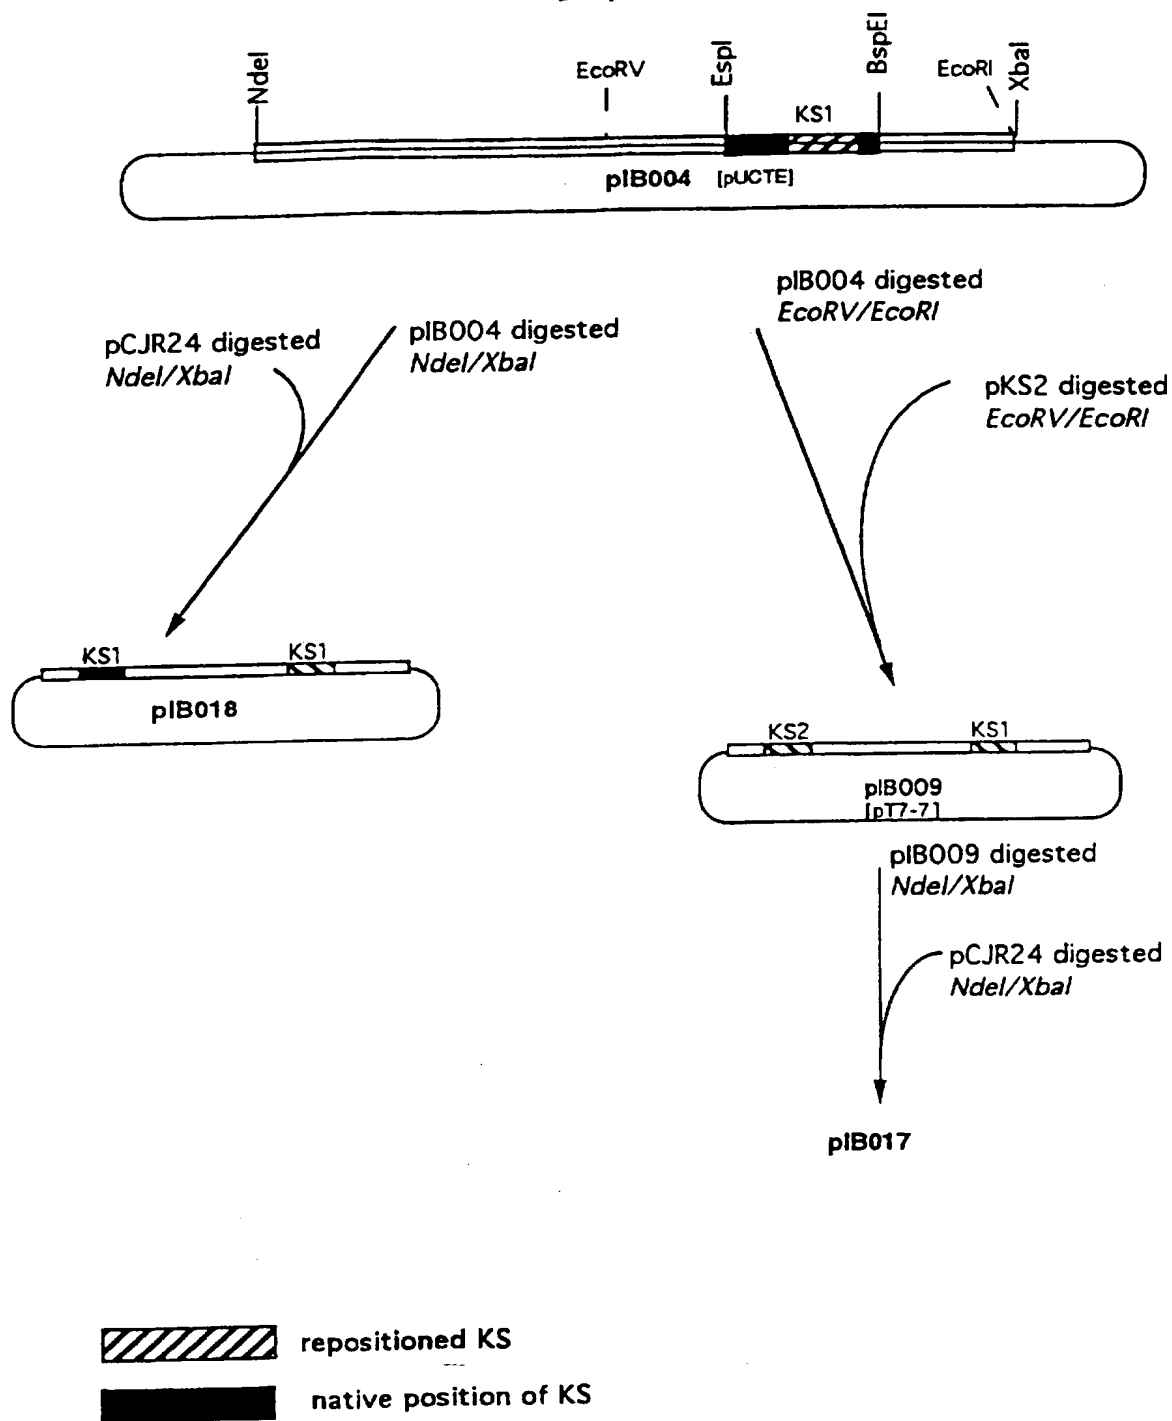 NdeI
EcoRV
EspI
KS1
BspEI
EcoRI
XbaI
pIB004 [pUCTE]
pCJR24 digested
NdeI/XbaI
pIB004 digested
NdeI/XbaI
pIB004 digested
EcoRV/EcoRI
pKS2 digested
EcoRV/EcoRI
KS1 KS1
pIB018
KS2 KS1
pIB009
[pT7-7]
pIB009 digested
NdeI/XbaI
pCJR24 digested
NdeI/XbaI
pIB017
repositioned KS
native position of KS